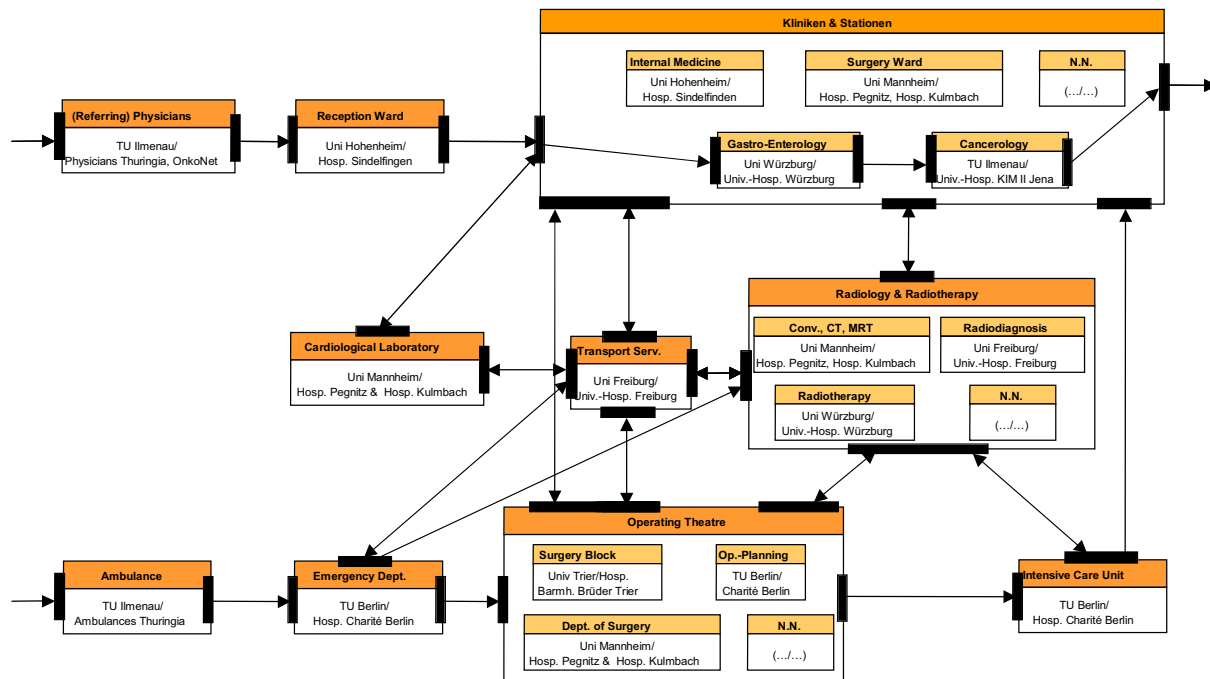 Kliniken & Stationen
Internal Medicine
Uni Hohenheim/
Hosp. Sindelfinden
Surgery Ward
Uni Mannheim/
Hosp. Pegnitz, Hosp. Kulmbach
N.N.
(.../...)
(Referring) Physicians
TU Ilmenau/
Physicians Thuringia, OnkoNet
Reception Ward
Uni Hohenheim/
Hosp. Sindelfingen
Gastro-Enterology
Uni Würzburg/
Univ.-Hosp. Würzburg
Cancerology
TU Ilmenau/
Univ.-Hosp. KIM II Jena
Radiology & Radiotherapy
Conv., CT, MRT
Uni Mannheim/
Hosp. Pegnitz, Hosp. Kulmbach
Radiodiagnosis
Uni Freiburg/
Univ.-Hosp. Freiburg
Radiotherapy
Uni Würzburg/
Univ.-Hosp. Würzburg
N.N.
(.../...)
Cardiological Laboratory
Uni Mannheim/
Hosp. Pegnitz & Hosp. Kulmbach
Transport Serv.
Uni Freiburg/
Univ.-Hosp. Freiburg
Operating Theatre
Surgery Block
Univ Trier/Hosp.
Barmh. Brüder Trier
Op.-Planning
TU Berlin/
Charité Berlin
Dept. of Surgery
Uni Mannheim/
Hosp. Pegnitz & Hosp. Kulmbach
N.N.
(.../...)
Ambulance
TU Ilmenau/
Ambulances Thuringia
Emergency Dept.
TU Berlin/
Hosp. Charité Berlin
Intensive Care Unit
TU Berlin/
Hosp. Charité Berlin